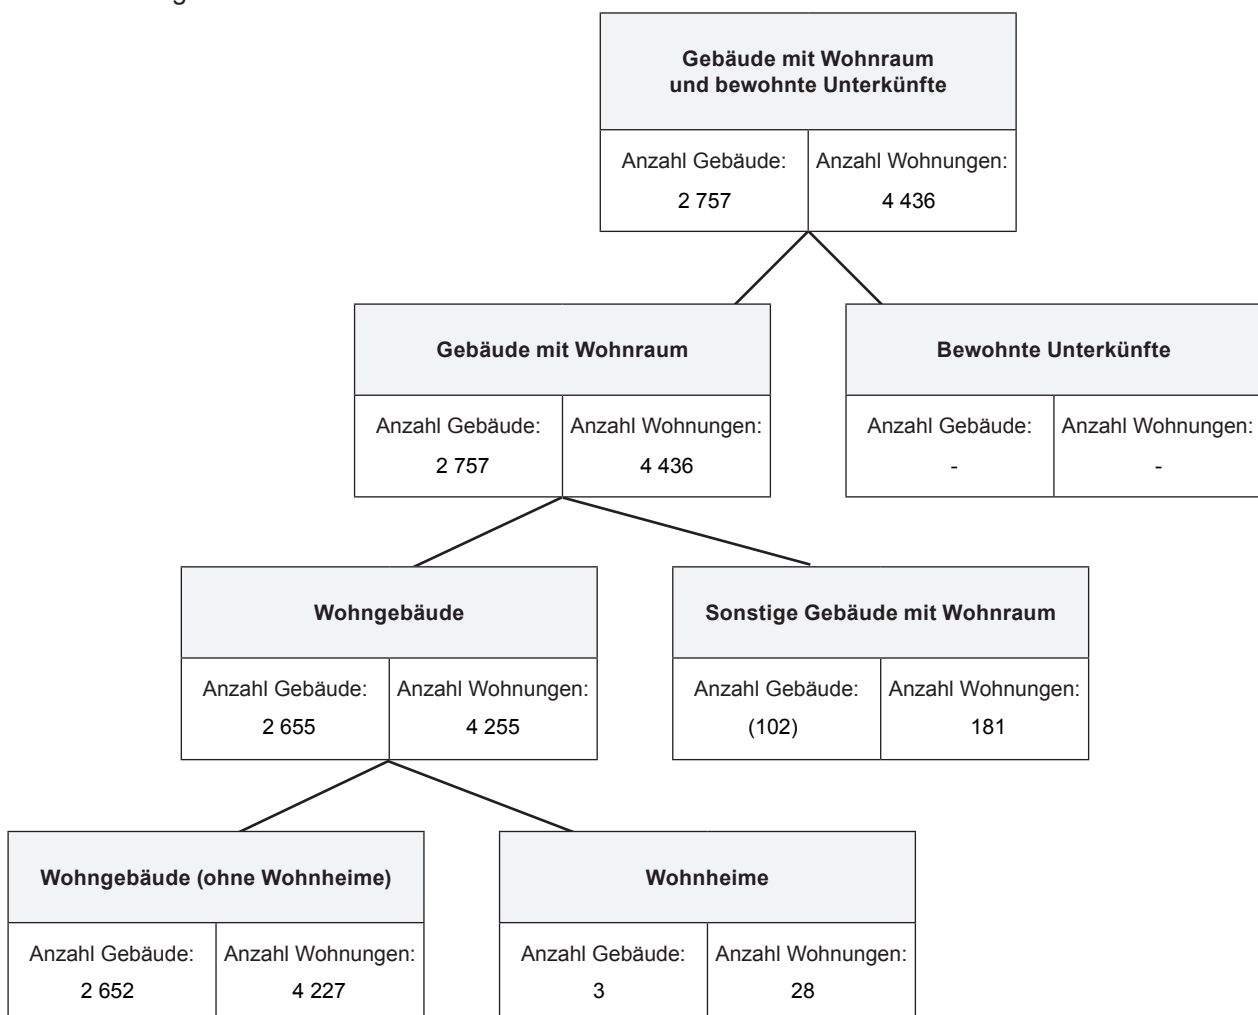 Gebäude mit Wohnraum
und bewohnte Unterkünfte
Anzahl Gebäude: Anzahl Wohnungen:
2 757 4 436
Gebäude mit Wohnraum Bewohnte Unterkünfte
Anzahl Gebäude: Anzahl Wohnungen: Anzahl Gebäude: Anzahl Wohnungen:
2 757 4 436 - -
Wohngebäude Sonstige Gebäude mit Wohnraum
Anzahl Gebäude: Anzahl Wohnungen: Anzahl Gebäude: Anzahl Wohnungen:
2 655 4 255 (102) 181
Wohngebäude (ohne Wohnheime) Wohnheime
Anzahl Gebäude: Anzahl Wohnungen: Anzahl Gebäude: Anzahl Wohnungen:
2 652 4 227 3 28